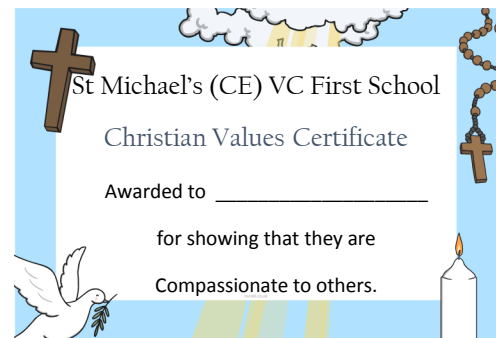 St Michael's (CE) VC First School
Christian Values Certificate
Awarded to ____________________
for showing that they are
Compassionate to others.